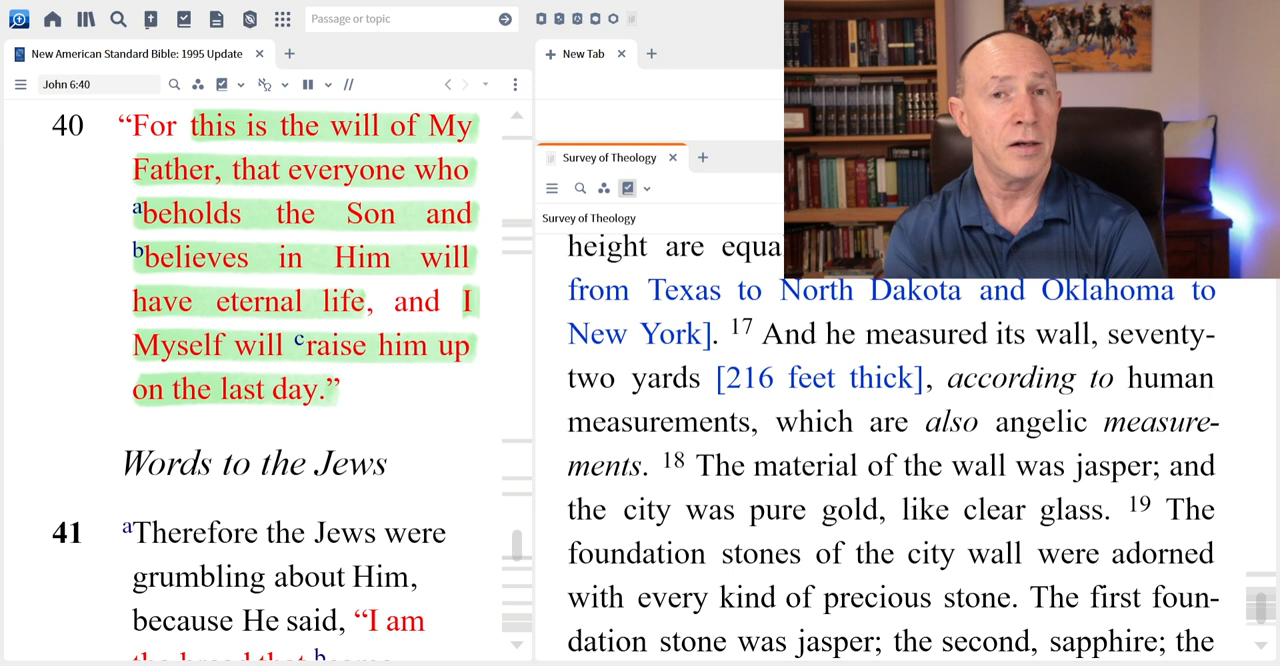 Passage or topic
New American Standard Bible: 1995 Update
John 6:40
40 “For this is the will of My
Father, that everyone who
ᵃbeholds the Son and
ᵇbelieves in Him will
have eternal life, and I
Myself will ᶜraise him up
on the last day.”
Words to the Jews
41 ᵃTherefore the Jews were
grumbling about Him,
because He said, “I am
the bread that ᵇcame
New Tab
Survey of Theology
Survey of Theology
height are equa
from Texas to North Dakota and Oklahoma to
New York]. 17 And he measured its wall, seventy-
two yards [216 feet thick], according to human
measurements, which are also angelic measure-
ments. 18 The material of the wall was jasper; and
the city was pure gold, like clear glass. 19 The
foundation stones of the city wall were adorned
with every kind of precious stone. The first foun-
dation stone was jasper; the second, sapphire; the